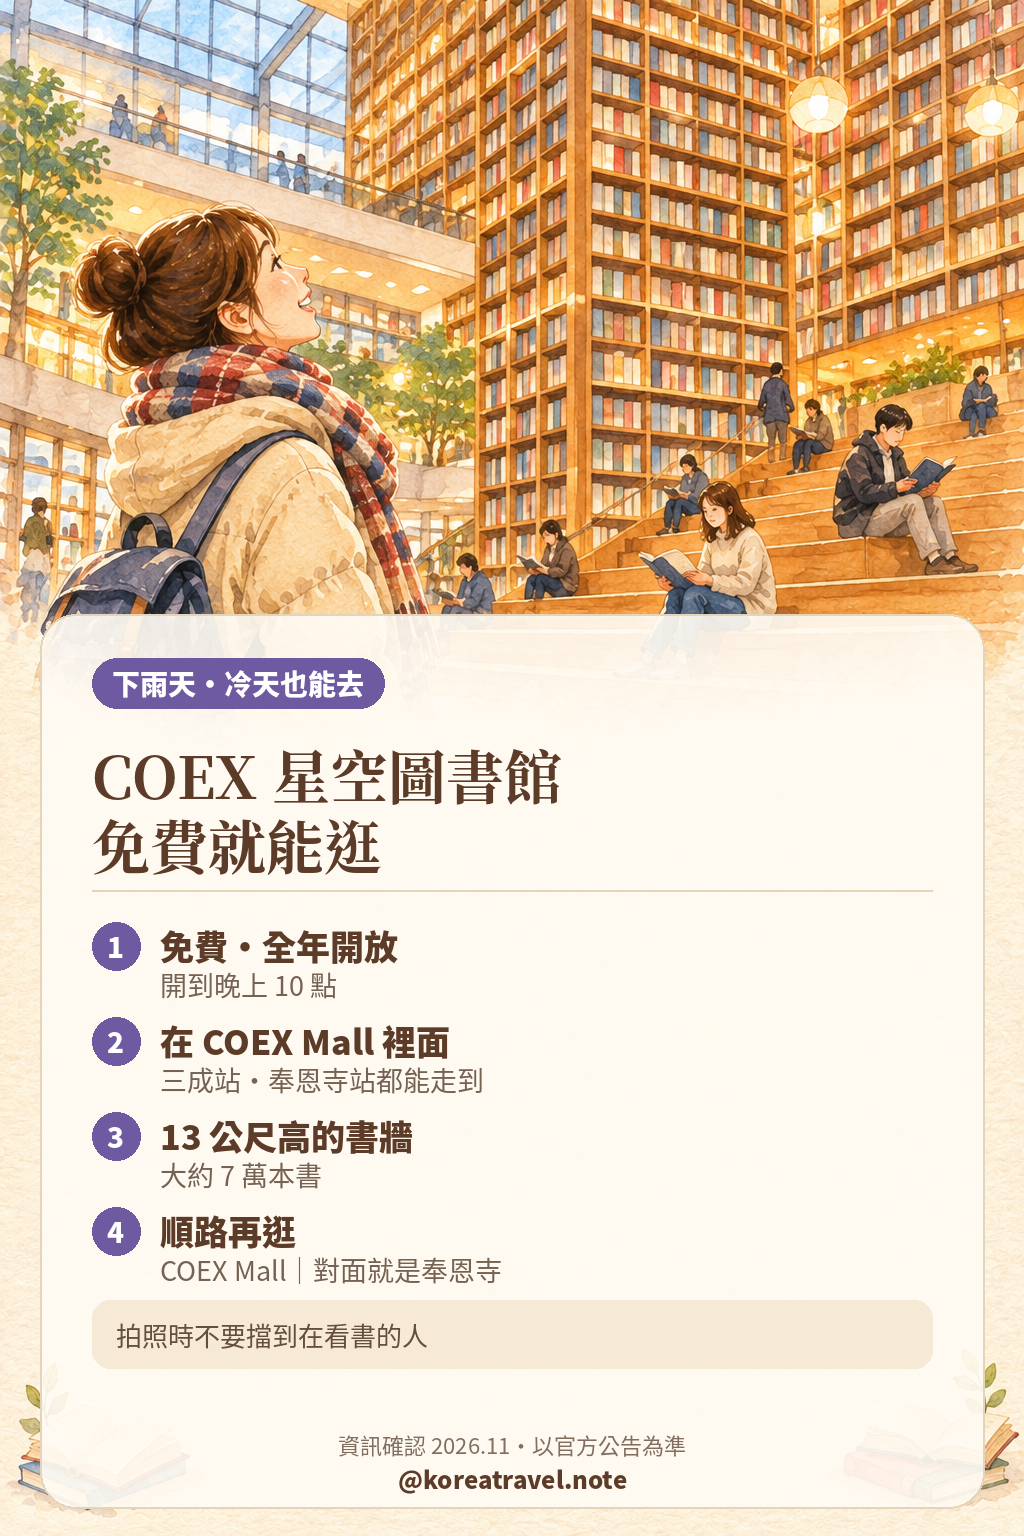 下雨天・冷天也能去
COEX 星空圖書館
免費就能逛
1 免費・全年開放
開到晚上 10 點
2 在 COEX Mall 裡面
三成站・奉恩寺站都能走到
3 13 公尺高的書牆
大約 7 萬本書
4 順路再逛
COEX Mall｜對面就是奉恩寺
拍照時不要擋到在看書的人
資訊確認 2026.11・以官方公告為準
@koreatravel.note